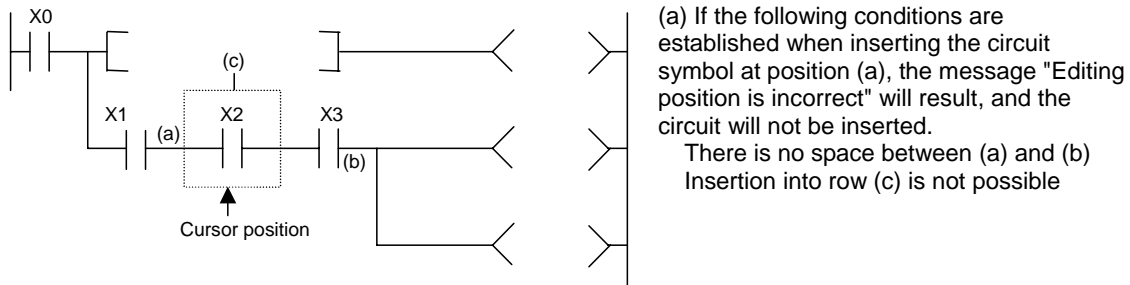 X0
(c)
X1
(a)
X2
X3
(b)
Cursor position
(a) If the following conditions are
established when inserting the circuit
symbol at position (a), the message "Editing
position is incorrect" will result, and the
circuit will not be inserted.
There is no space between (a) and (b)
Insertion into row (c) is not possible